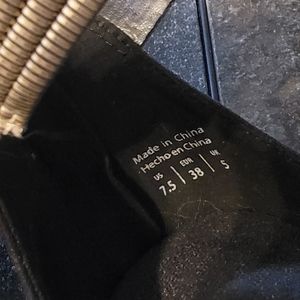 Made in China
Hecho en China
US | EUR | UK
7.5 | 38 | 5